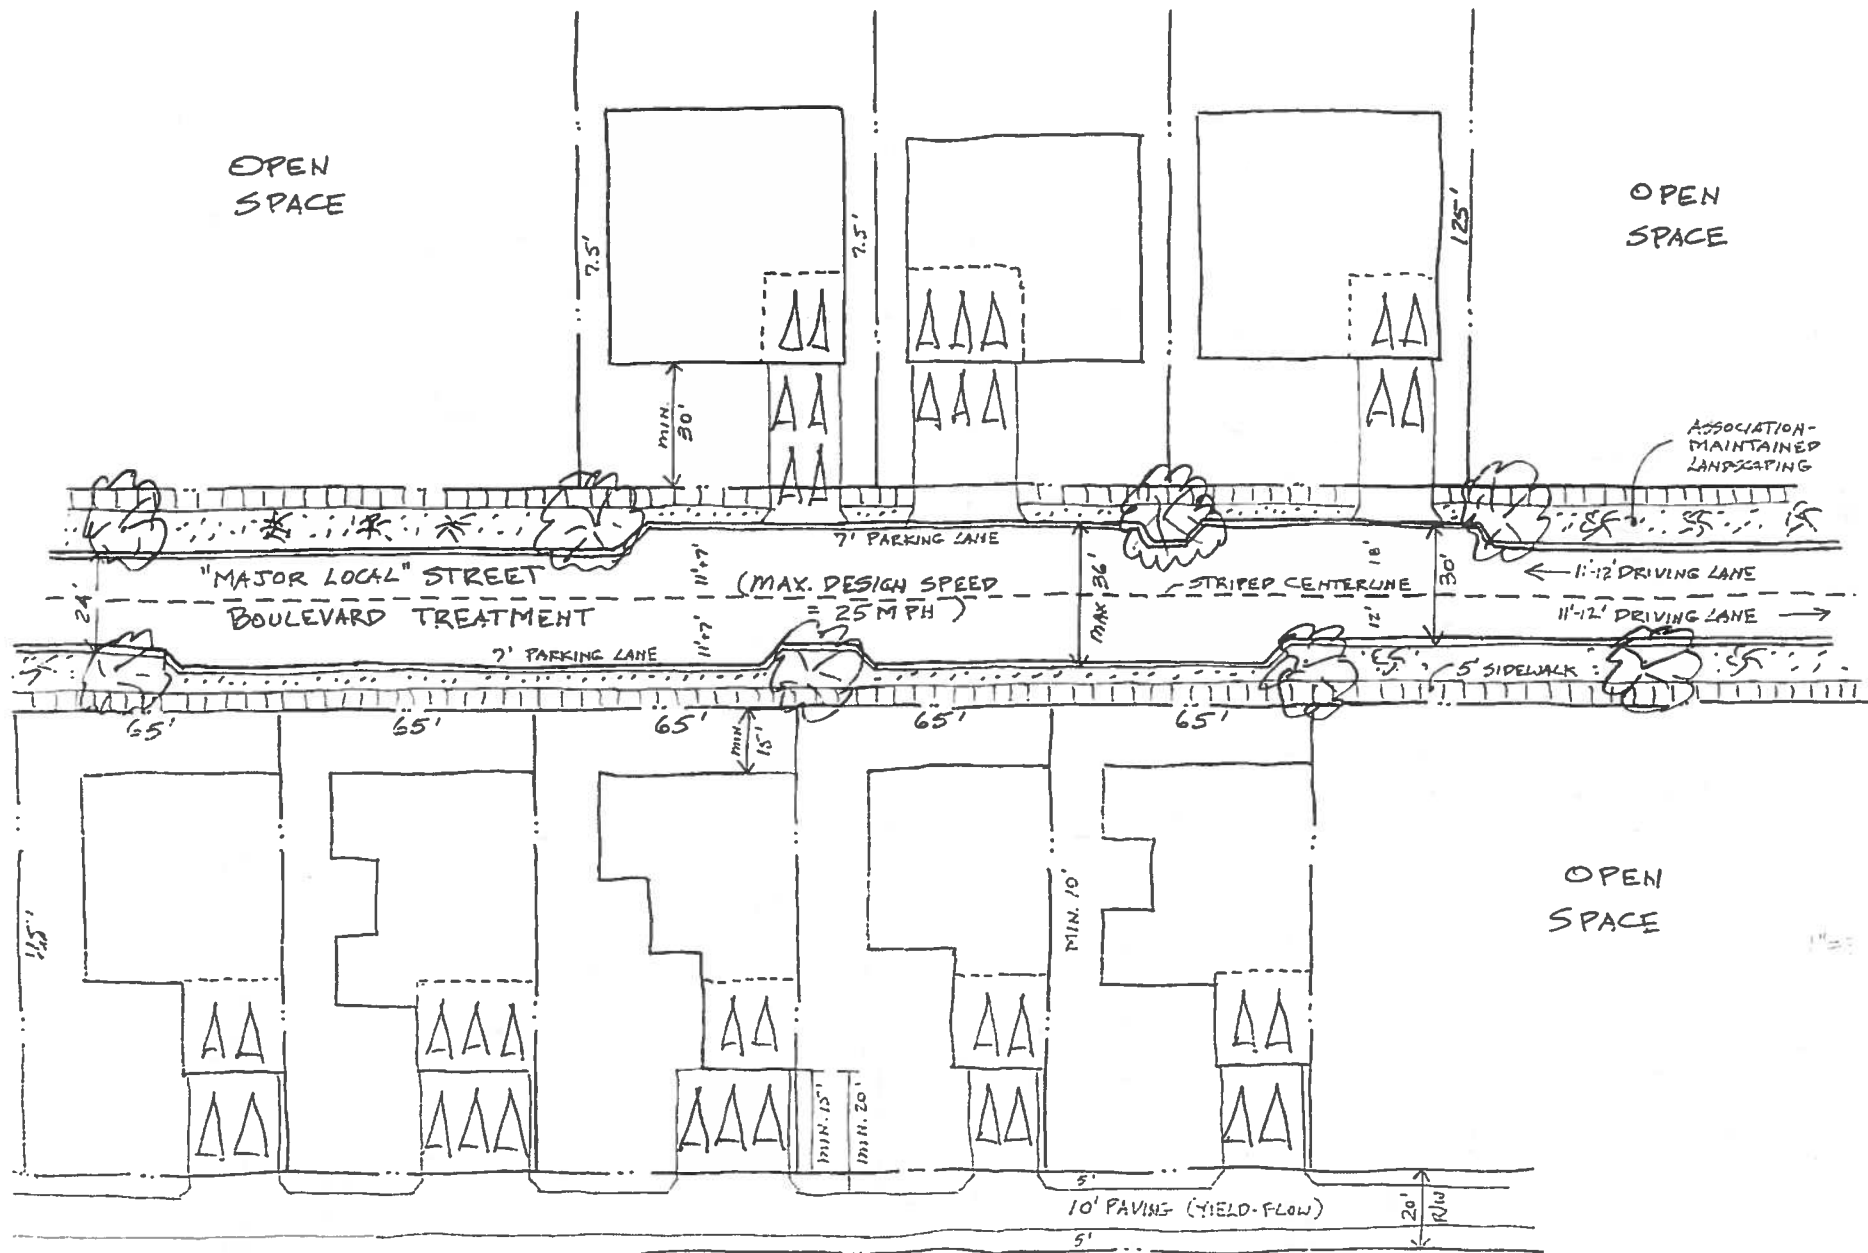 OPEN
SPACE
OPEN
SPACE
7.5'
7.5'
125'
MIN.
30'
ASSOCIATION-
MAINTAINED
LANDSCAPING
7' PARKING LANE
"MAJOR LOCAL" STREET
BOULEVARD TREATMENT
24'
11'+7'
11'+7'
(MAX. DESIGN SPEED
= 25 MPH)
MAX 36'
STRIPED CENTERLINE
18'
12'
30'
11'-12' DRIVING LANE
11'-12' DRIVING LANE
7' PARKING LANE
5' SIDEWALK
65'
65'
65'
65'
65'
MIN.
15'
115'
MIN. 10'
OPEN
SPACE
MIN. 15'
MIN. 20'
5'
10' PAVING (YIELD-FLOW)
20'
R/W
5'